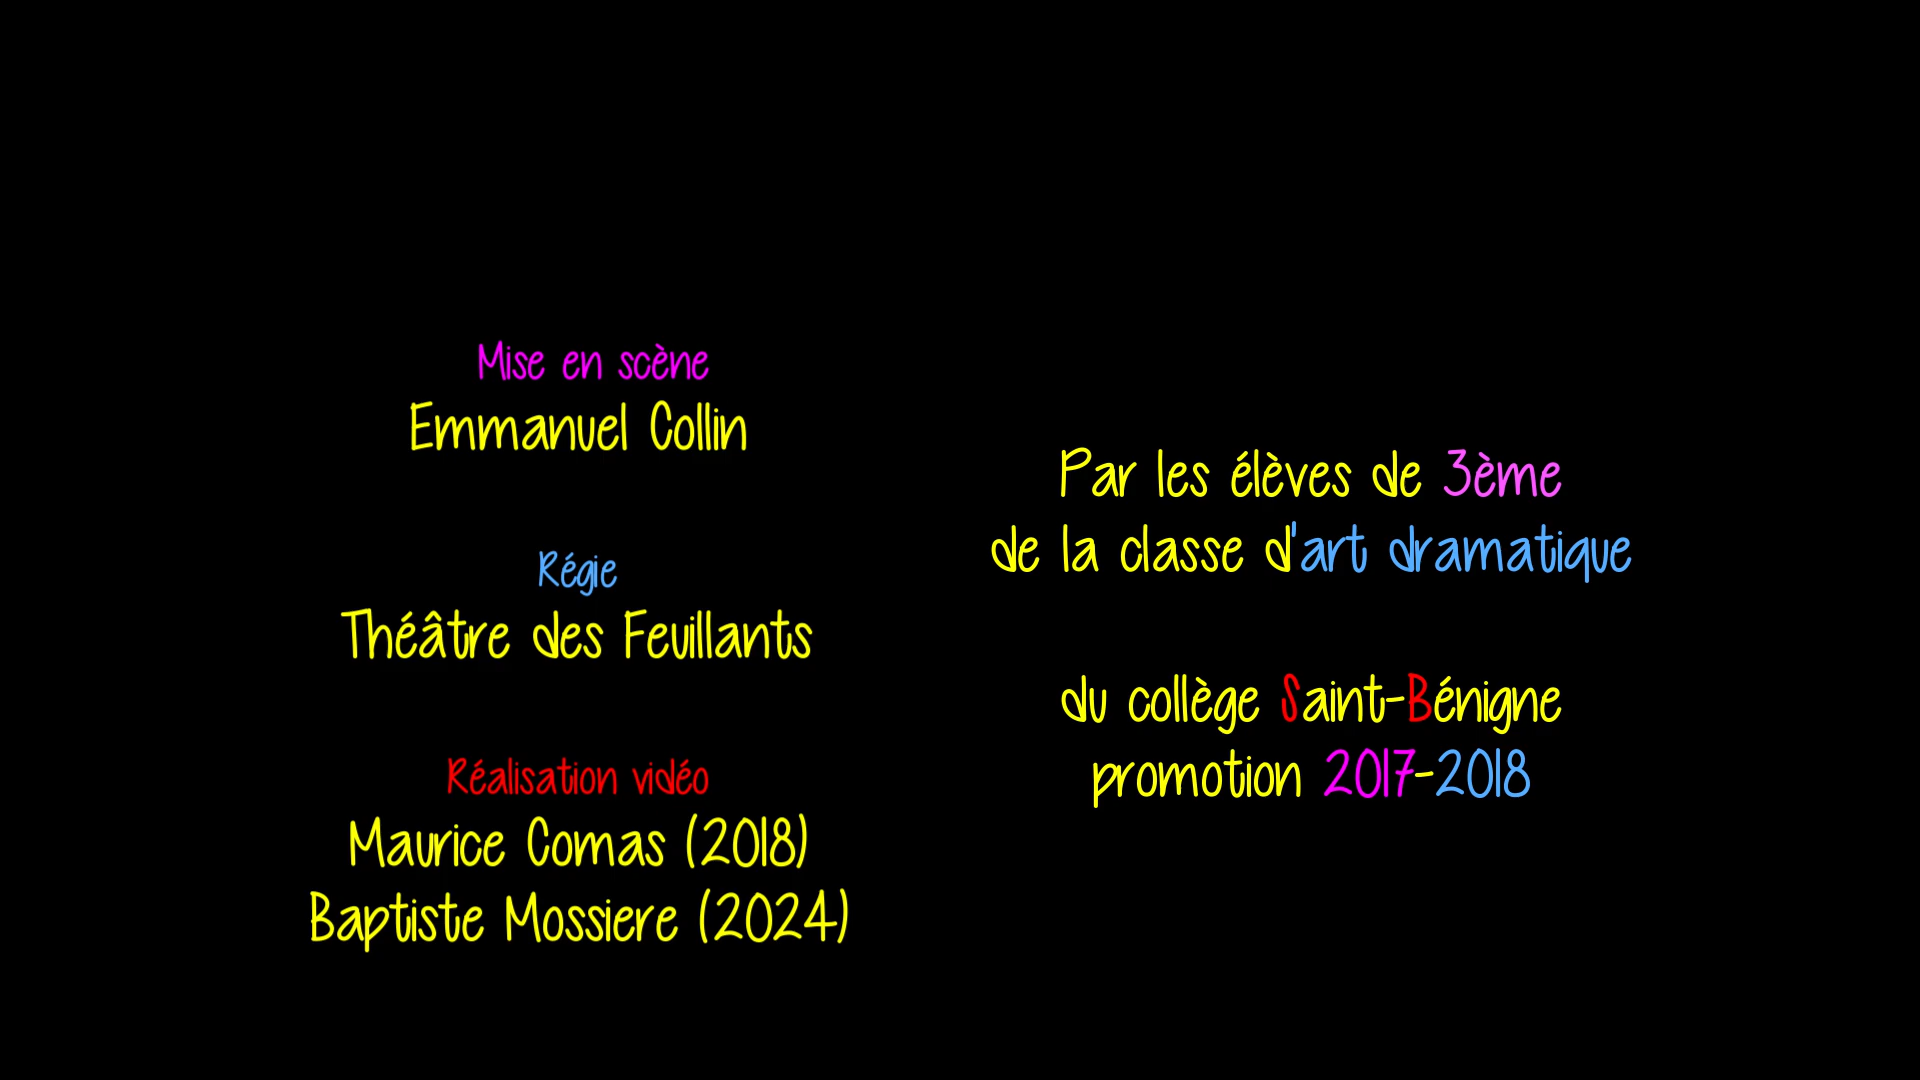 Mise en scène
Emmanuel Collin
Régie
Théâtre des Feuillants
Réalisation vidéo
Maurice Comas (2018)
Baptiste Mossiere (2024)
Par les élèves de 3ème
de la classe d'art dramatique
du collège Saint-Bénigne
promotion 2017-2018